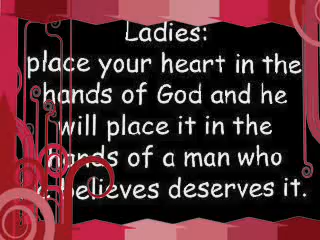 Ladies:
place your heart in the
hands of God and he
will place it in the
hands of a man who
believes deserves it.